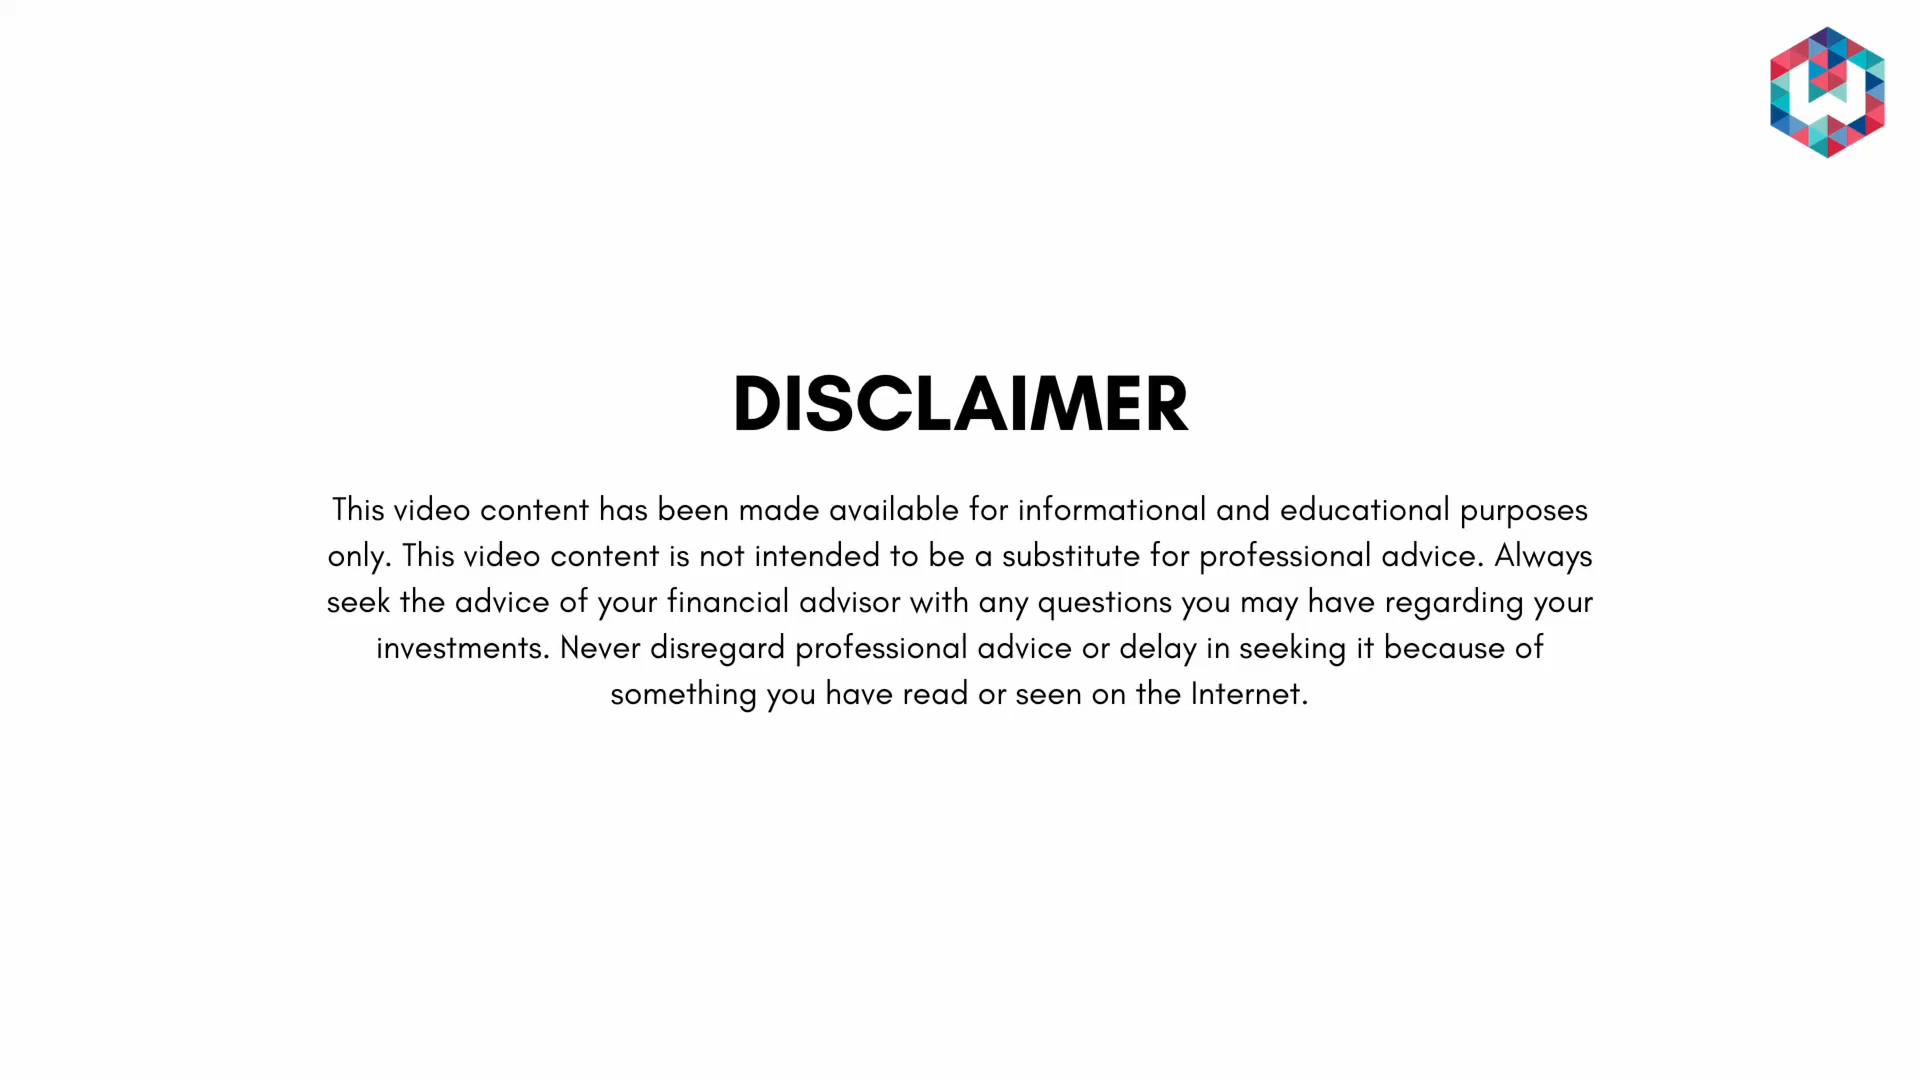 DISCLAIMER
This video content has been made available for informational and educational purposes
only. This video content is not intended to be a substitute for professional advice. Always
seek the advice of your financial advisor with any questions you may have regarding your
investments. Never disregard professional advice or delay in seeking it because of
something you have read or seen on the Internet.